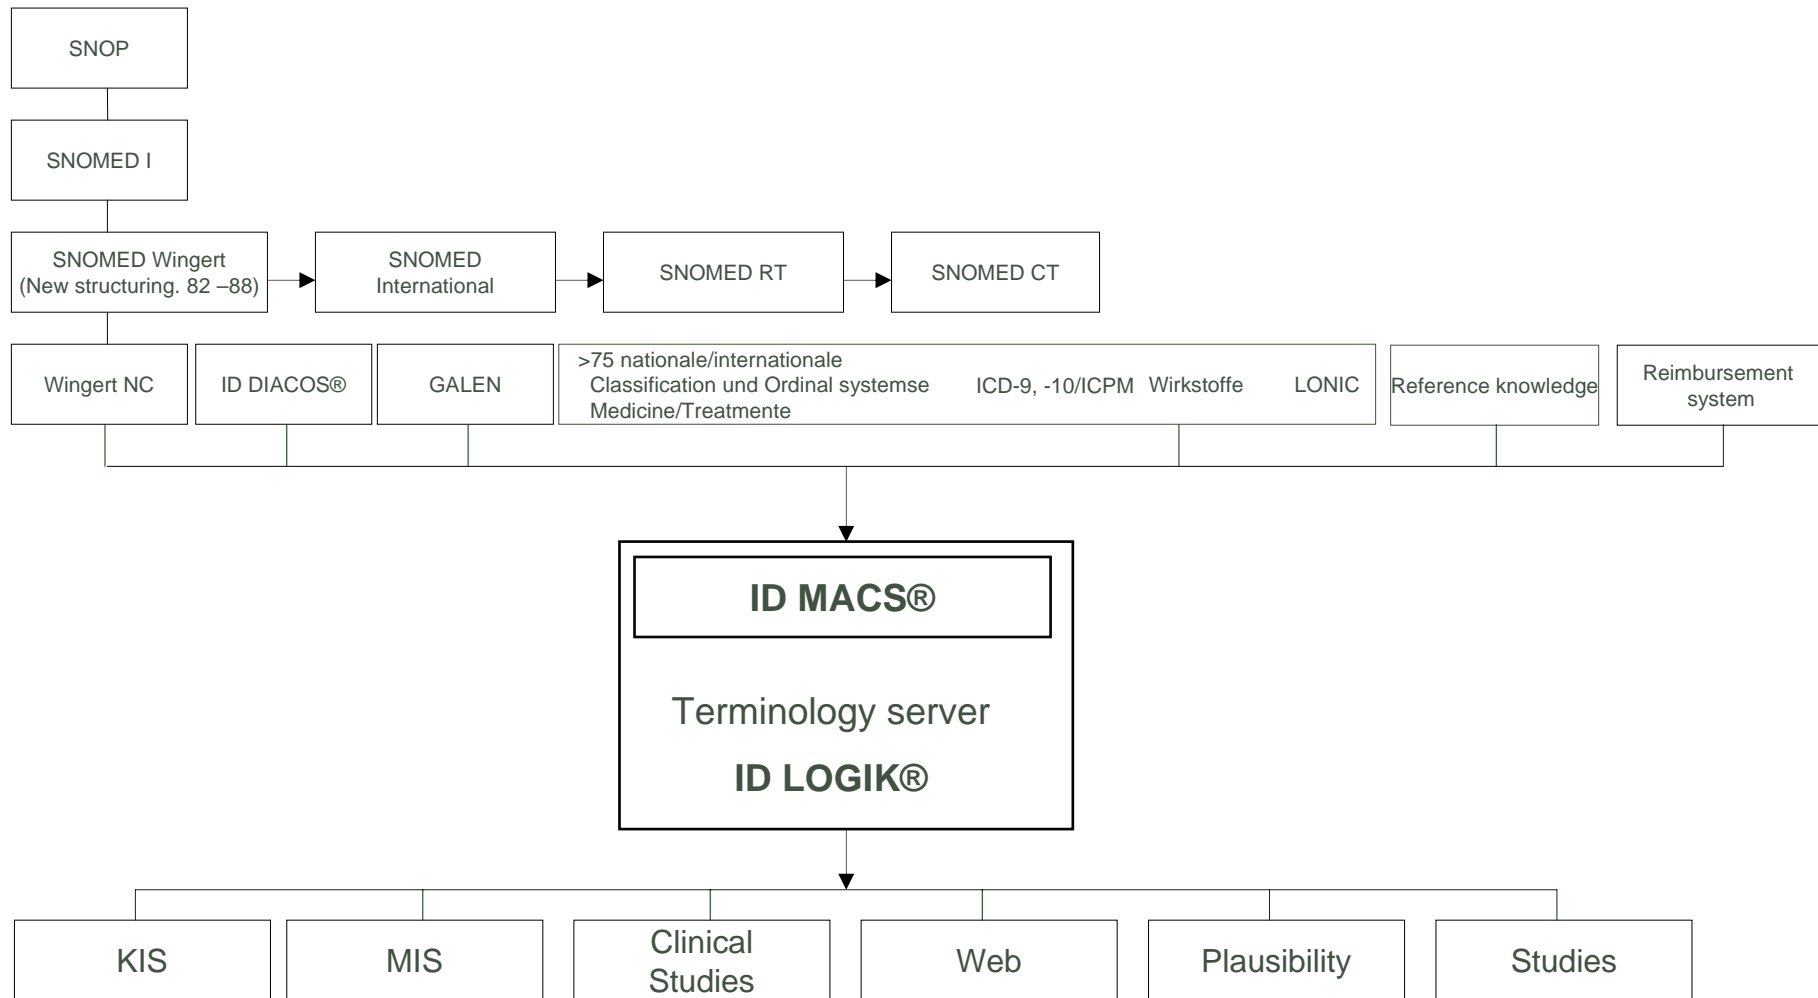 SNOP
SNOMED I
SNOMED Wingert
(New structuring. 82 –88)
SNOMED
International
SNOMED RT
SNOMED CT
Wingert NC
ID DIACOS®
GALEN
>75 nationale/internationale
Classification und Ordinal systemse
Medicine/Treatmente
ICD-9, -10/ICPM
Wirkstoffe
LONIC
Reference knowledge
Reimbursement
system
ID MACS®
Terminology server
ID LOGIK®
KIS
MIS
Clinical
Studies
Web
Plausibility
Studies